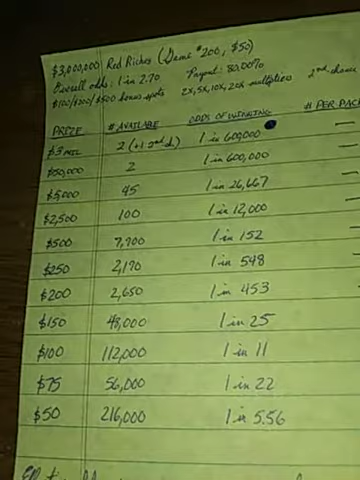 $3,000,000 Red Riches (Game #200, $50)
Overall odds: 1 in 2.70 Payout: 80.00%
$100/$200/$500 bonus spots 2X, 5X, 10X, 20X multipliers 2nd chance
PRIZE # AVAILABLE ODDS OF WINNING # PER PACK
$3 MIL 2 (+1 2nd ch.) 1 in 600,000
$50,000 2 1 in 600,000
$5,000 45 1 in 26,667
$2,500 100 1 in 12,000
$500 7,900 1 in 152
$250 2,190 1 in 548
$200 2,650 1 in 453
$150 48,000 1 in 25
$100 112,000 1 in 11
$75 56,000 1 in 22
$50 216,000 1 in 5.56